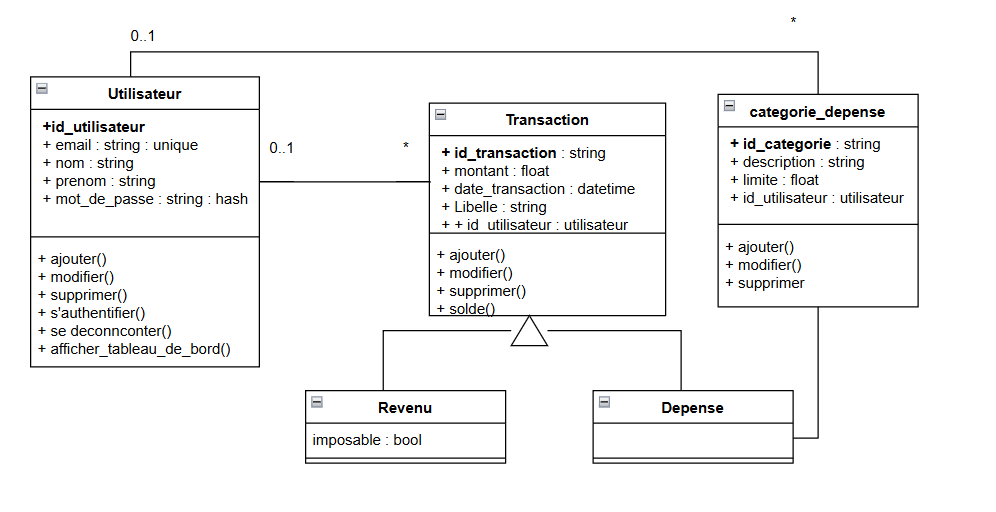 *
0..1
Utilisateur
+id_utilisateur
+ email : string : unique
+ nom : string
+ prenom : string
+ mot_de_passe : string : hash
+ ajouter()
+ modifier()
+ supprimer()
+ s'authentifier()
+ se deconnconter()
+ afficher_tableau_de_bord()
0..1
*
Transaction
+ id_transaction : string
+ montant : float
+ date_transaction : datetime
+ Libelle : string
+ + id_utilisateur : utilisateur
+ ajouter()
+ modifier()
+ supprimer()
+ solde()
categorie_depense
+ id_categorie : string
+ description : string
+ limite : float
+ id_utilisateur : utilisateur
+ ajouter()
+ modifier()
+ supprimer
Revenu
imposable : bool
Depense